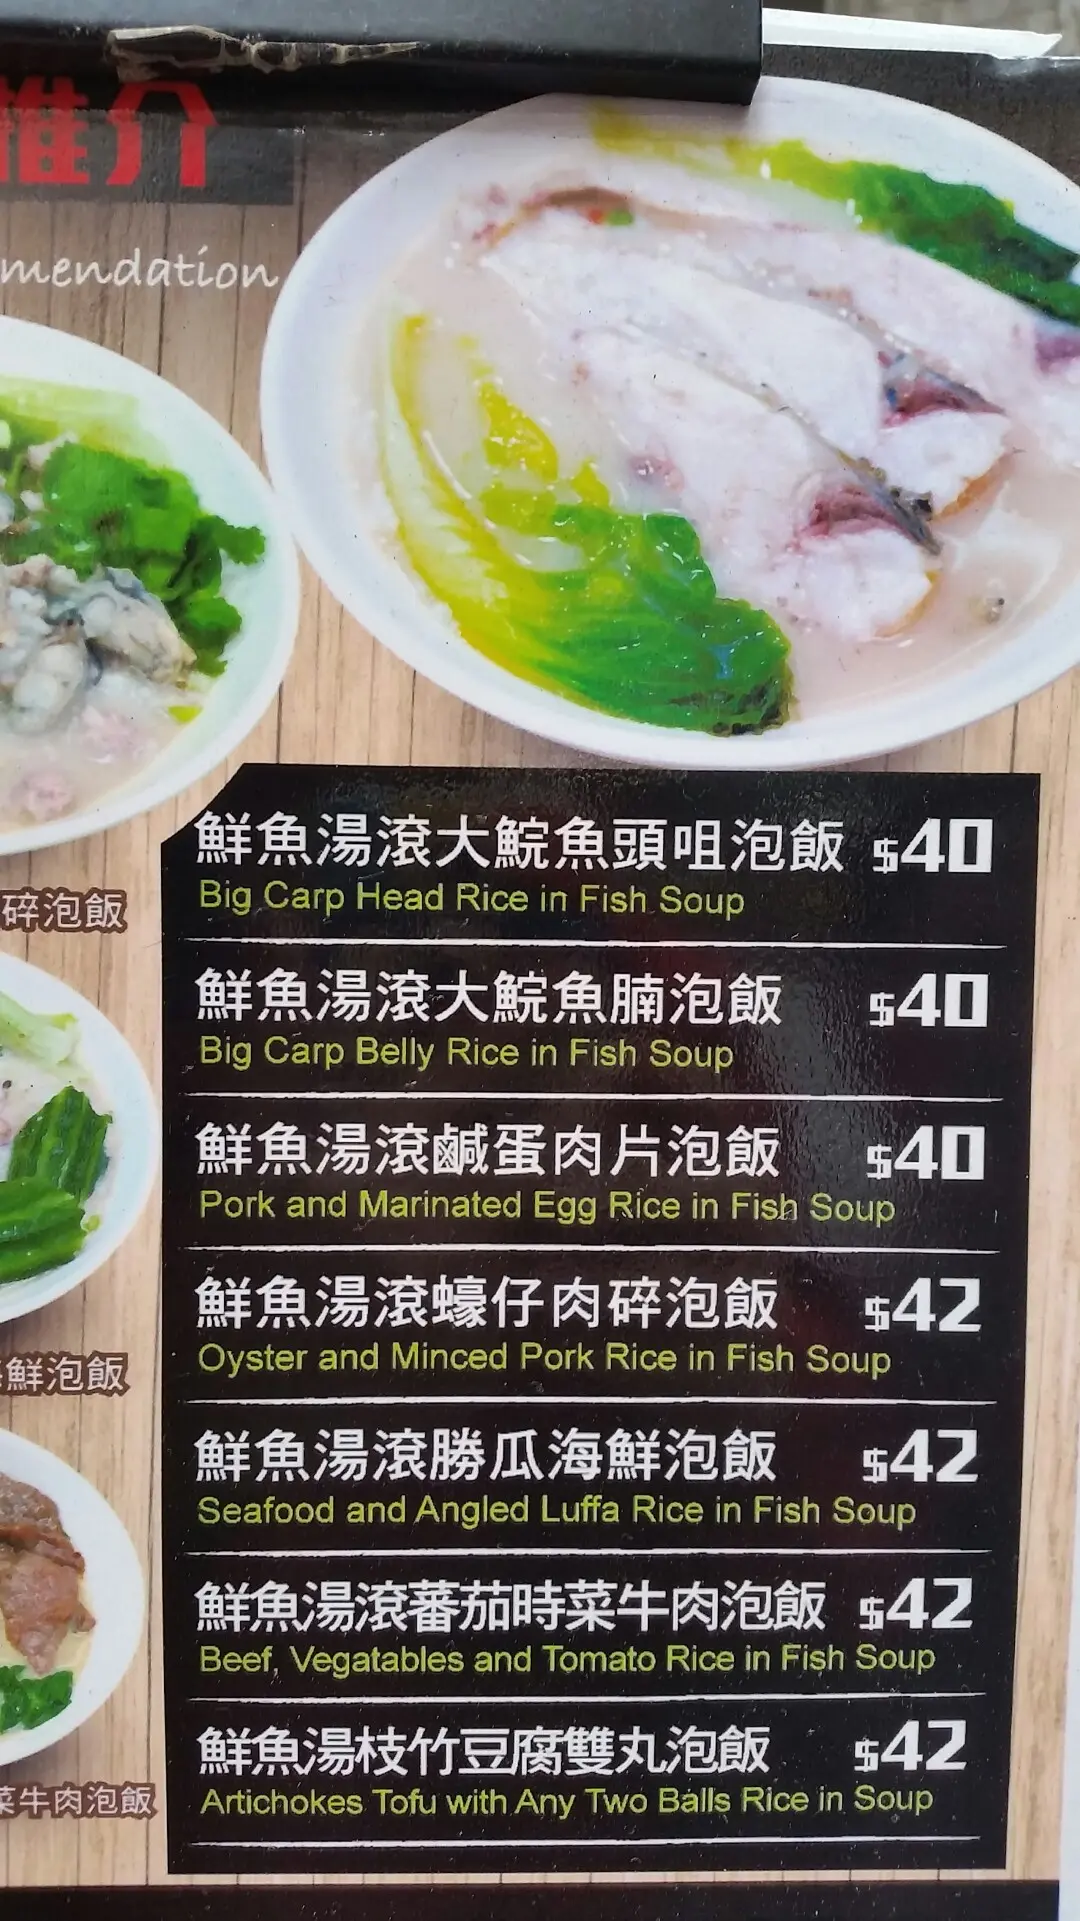 推介
mendation
鮮魚湯滾大鯇魚頭咀泡飯 $40
Big Carp Head Rice in Fish Soup
碎泡飯
鮮魚湯滾大鯇魚腩泡飯 $40
Big Carp Belly Rice in Fish Soup
鮮魚湯滾鹹蛋肉片泡飯 $40
Pork and Marinated Egg Rice in Fish Soup
鮮魚湯滾蠔仔肉碎泡飯 $42
Oyster and Minced Pork Rice in Fish Soup
鮮泡飯
鮮魚湯滾勝瓜海鮮泡飯 $42
Seafood and Angled Luffa Rice in Fish Soup
鮮魚湯滾蕃茄時菜牛肉泡飯 $42
Beef, Vegatables and Tomato Rice in Fish Soup
鮮魚湯枝竹豆腐雙丸泡飯 $42
Artichokes Tofu with Any Two Balls Rice in Soup
菜牛肉泡飯